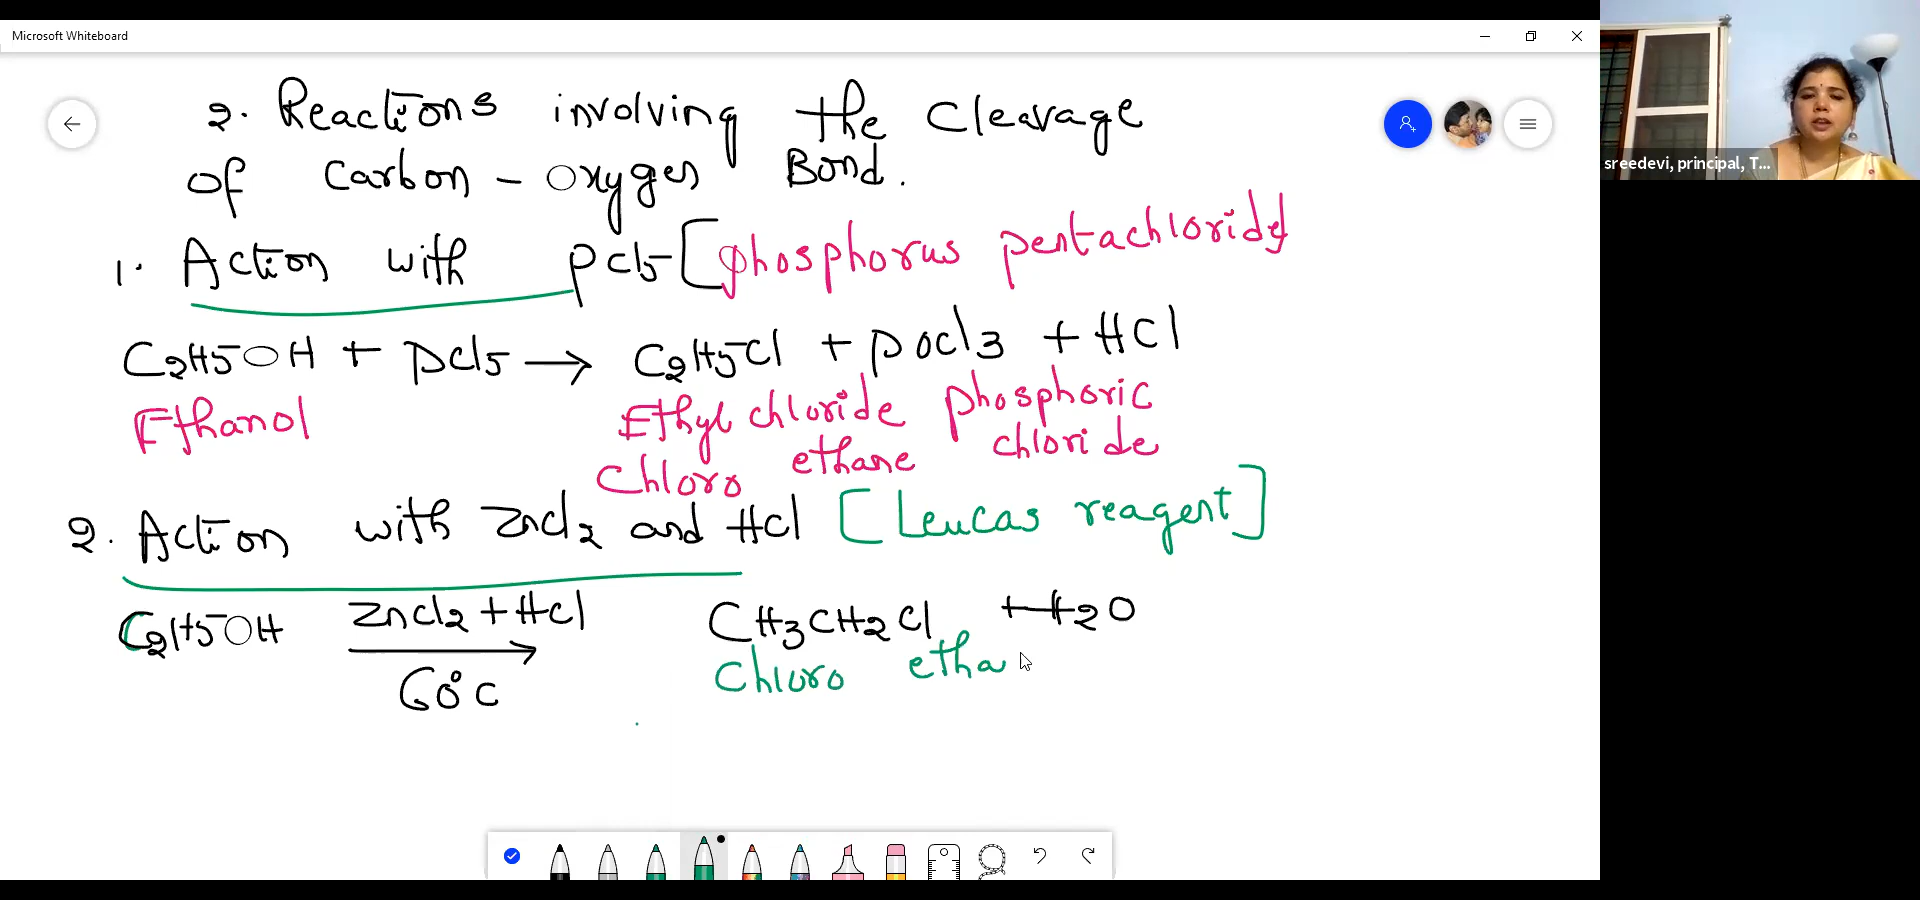 Microsoft Whiteboard
sreedevi, principal, T...
2. Reactions involving the Cleavage
of Carbon - Oxygen Bond.
1. Action with pcl5 [phosphorus pentachloride]
C2H5OH + pcl5 → C2H5Cl + pocl3 + HCl
Ethanol Ethyl chloride phosphoric
chloride
Chloro ethane
2. Action with Zncl2 and HCl [Leucas reagent]
C2H5OH Zncl2 + HCl → CH3CH2Cl + H2O
60°C chloro etha